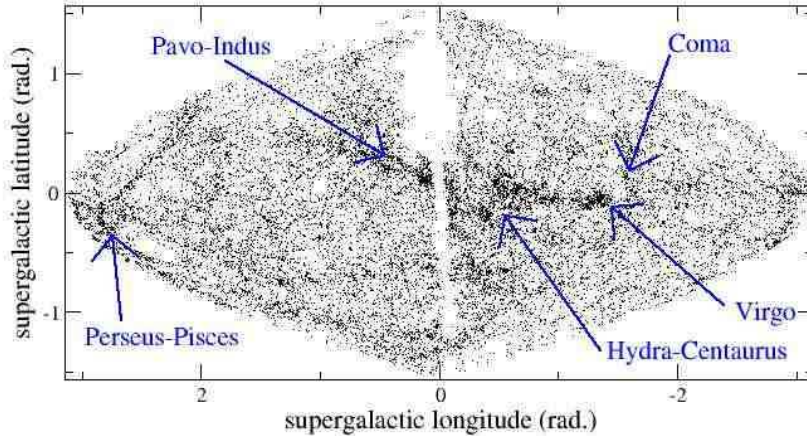 Pavo-Indus
Coma
1
0
-1
supergalactic latitude (rad.)
Perseus-Pisces
Virgo
Hydra-Centaurus
2
0
-2
supergalactic longitude (rad.)